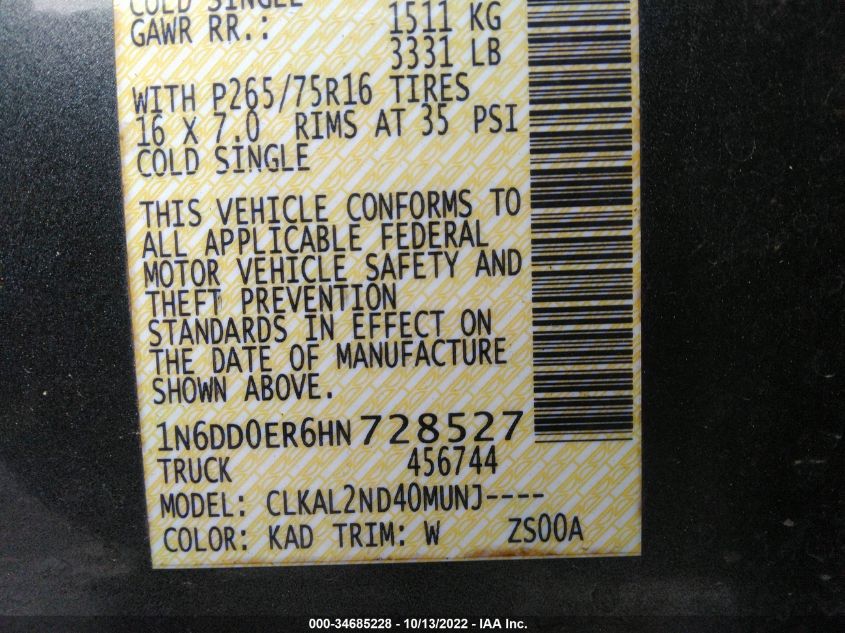 COLD SINGLE
GAWR RR.: 1511 KG
3331 LB
WITH P265/75R16 TIRES
16 X 7.0 RIMS AT 35 PSI
COLD SINGLE
THIS VEHICLE CONFORMS TO
ALL APPLICABLE FEDERAL
MOTOR VEHICLE SAFETY AND
THEFT PREVENTION
STANDARDS IN EFFECT ON
THE DATE OF MANUFACTURE
SHOWN ABOVE.
1N6DD0ER6HN728527
TRUCK 456744
MODEL: CLKAL2ND40MUNJ----
COLOR: KAD TRIM: W ZS00A
000-34685228 - 10/13/2022 - IAA Inc.